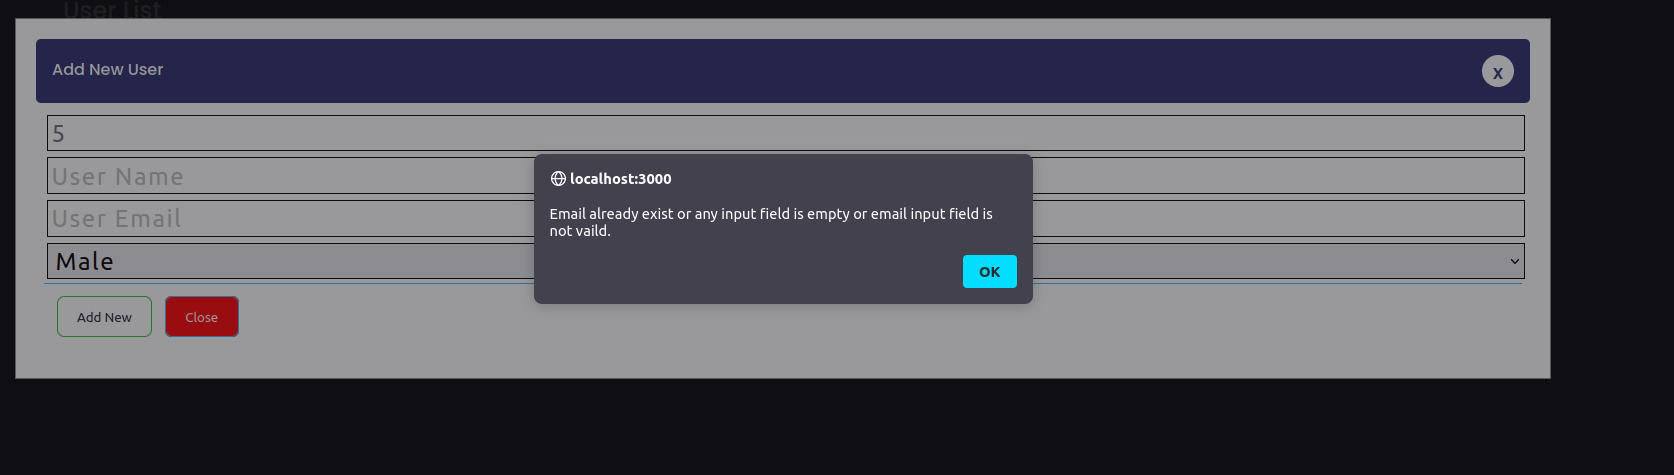 User List
Add New User
X
5
User Name
User Email
Male
localhost:3000
Email already exist or any input field is empty or email input field is
not vaild.
OK
Add New
Close